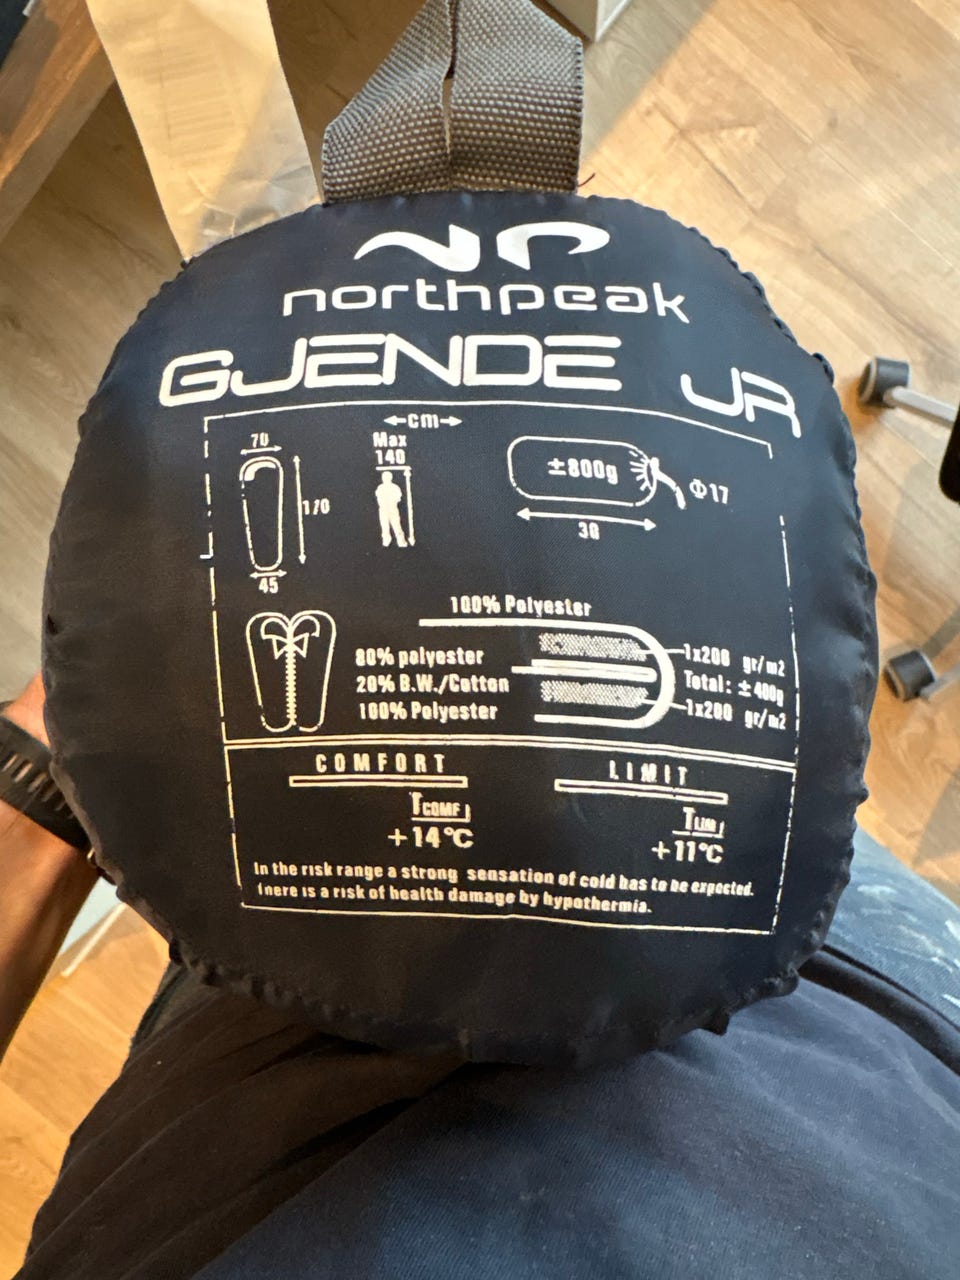 northpeak
GJENDE JR
cm
70
170
45
Max
140
±800g
Φ17
30
100% Polyester
80% polyester
20% B.W./Cotton
100% Polyester
1x200 gr/m2
Total: ±400g
1x200 gr/m2
COMFORT
TCOMF
+14°C
LIMIT
TLIM
+11°C
In the risk range a strong sensation of cold has to be expected.
There is a risk of health damage by hypothermia.